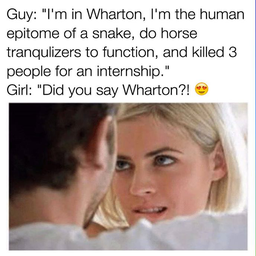 Guy: "I'm in Wharton, I'm the human
epitome of a snake, do horse
tranqulizers to function, and killed 3
people for an internship."
Girl: "Did you say Wharton?! 😍